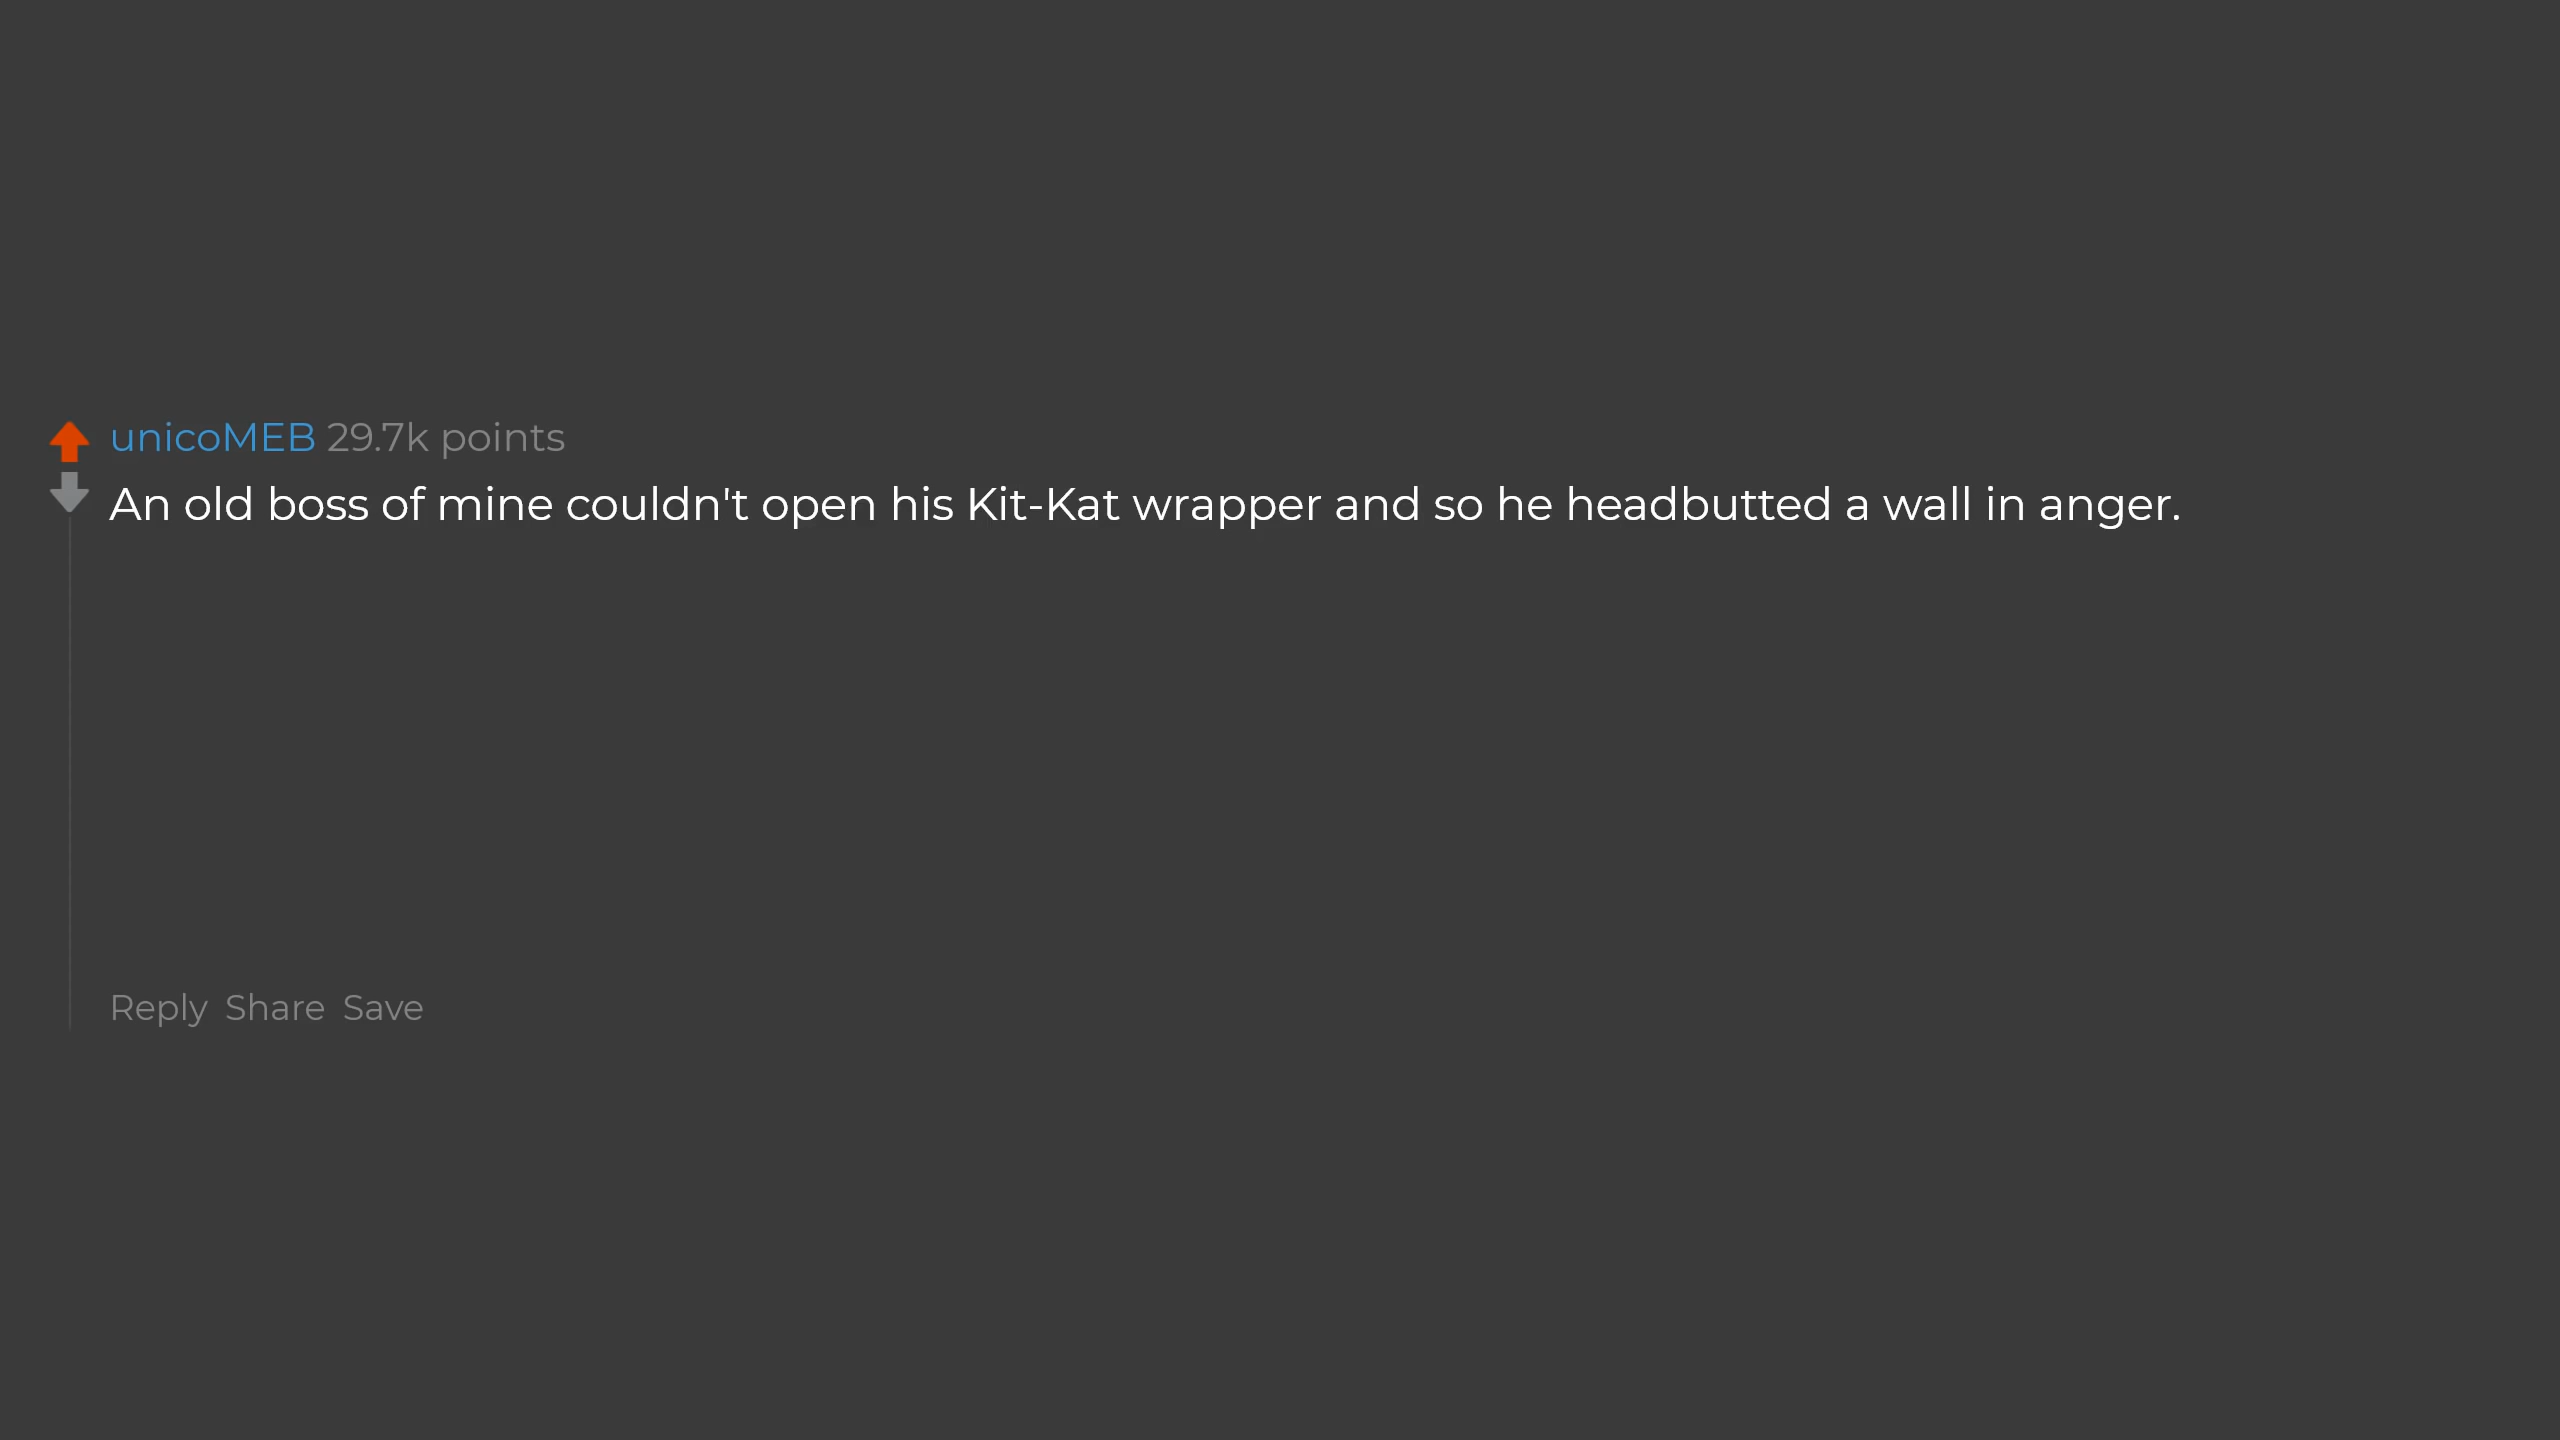 unicoMEB 29.7k points
An old boss of mine couldn't open his Kit-Kat wrapper and so he headbutted a wall in anger.
Reply Share Save